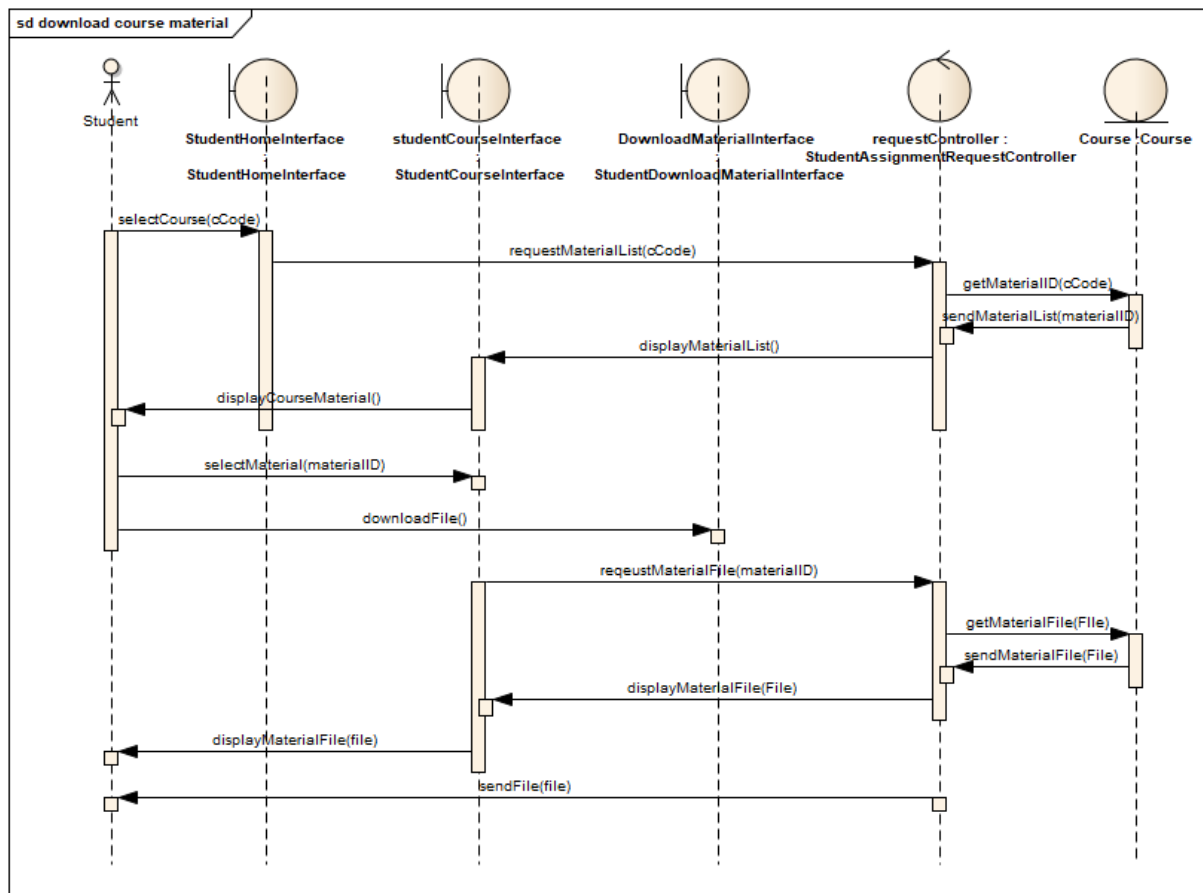 sd download course material
Student
StudentHomeInterface
:
StudentHomeInterface
studentCourseInterface
:
StudentCourseInterface
DownloadMaterialInterface
:
StudentDownloadMaterialInterface
requestController :
StudentAssignmentRequestController
Course :Course
selectCourse(cCode)
requestMaterialList(cCode)
getMaterialID(cCode)
sendMaterialList(materialID)
displayMaterialList()
displayCourseMaterial()
selectMaterial(materialID)
downloadFile()
reqeustMaterialFile(materialID)
getMaterialFile(FIle)
sendMaterialFile(File)
displayMaterialFile(File)
displayMaterialFile(file)
sendFile(file)